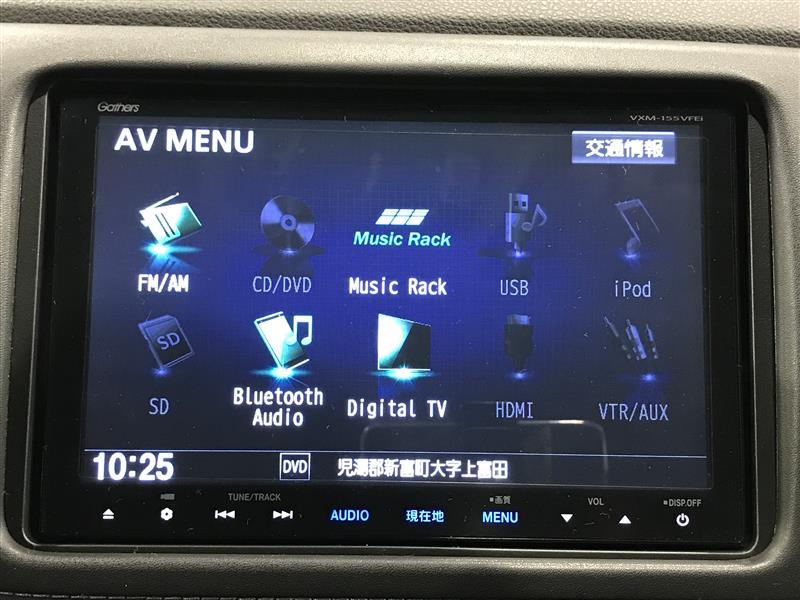 Gathers
VXM-155VFEi
AV MENU
交通情報
Music Rack
FM/AM
CD/DVD
Music Rack
USB
iPod
SD
SD
Bluetooth
Audio
Digital TV
HDMI
VTR/AUX
10:25
DVD
児湯郡新富町大字上富田
TUNE/TRACK
画質
VOL
DISP.OFF
AUDIO
現在地
MENU